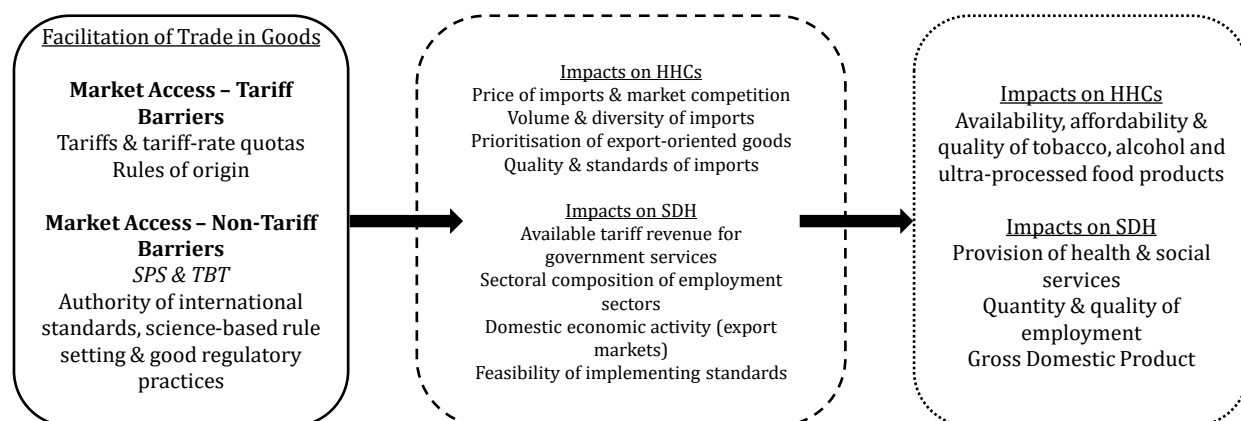 Facilitation of Trade in Goods
Market Access – Tariff
Barriers
Tariffs & tariff-rate quotas
Rules of origin
Market Access – Non-Tariff
Barriers
SPS & TBT
Authority of international
standards, science-based rule
setting & good regulatory
practices
Impacts on HHCs
Price of imports & market competition
Volume & diversity of imports
Prioritisation of export-oriented goods
Quality & standards of imports
Impacts on SDH
Available tariff revenue for
government services
Sectoral composition of employment
sectors
Domestic economic activity (export
markets)
Feasibility of implementing standards
Impacts on HHCs
Availability, affordability &
quality of tobacco, alcohol and
ultra-processed food products
Impacts on SDH
Provision of health & social
services
Quantity & quality of
employment
Gross Domestic Product